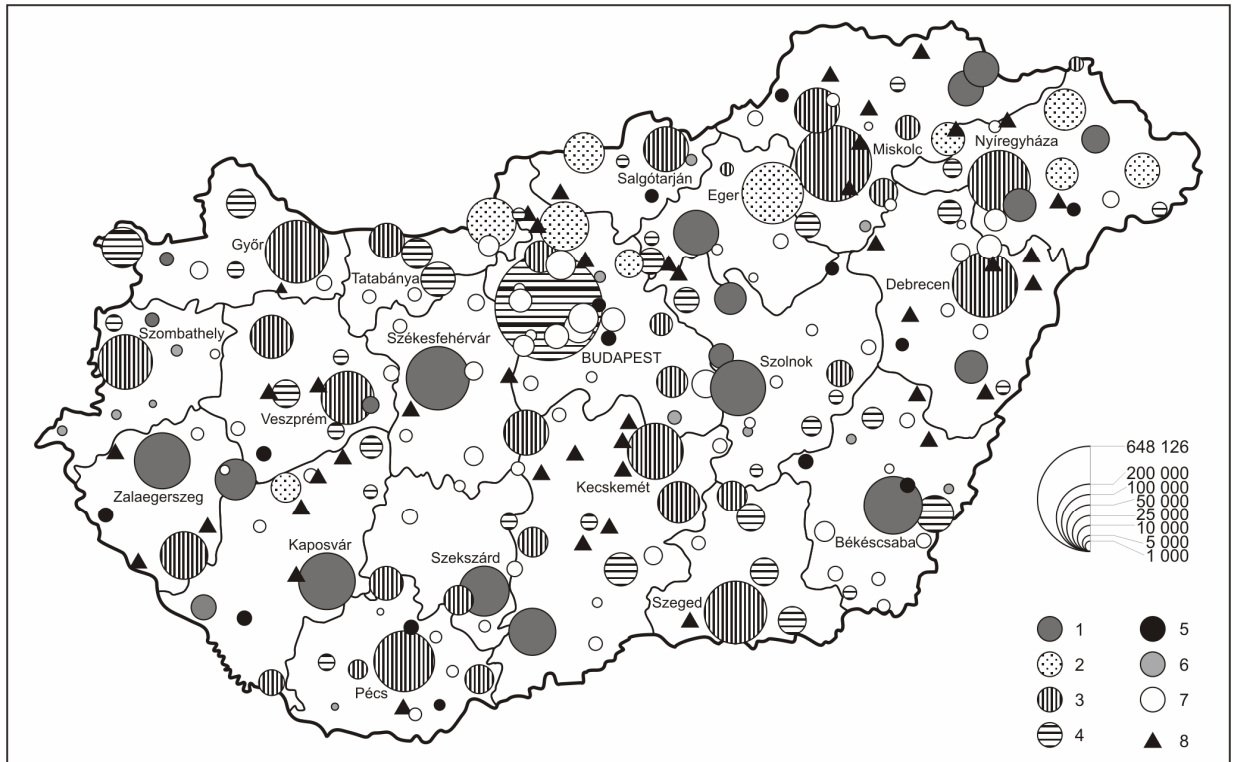 Miskolc
Nyíregyháza
Salgótarján
Eger
Győr
Tatabánya
Debrecen
Szombathely
Székesfehérvár
BUDAPEST
Szolnok
Veszprém
Zalaegerszeg
Kecskemét
Békéscsaba
Kaposvár
Szekszárd
Szeged
Pécs
648 126
200 000
100 000
50 000
25 000
10 000
5 000
1 000
1 5
2 6
3 7
4 8